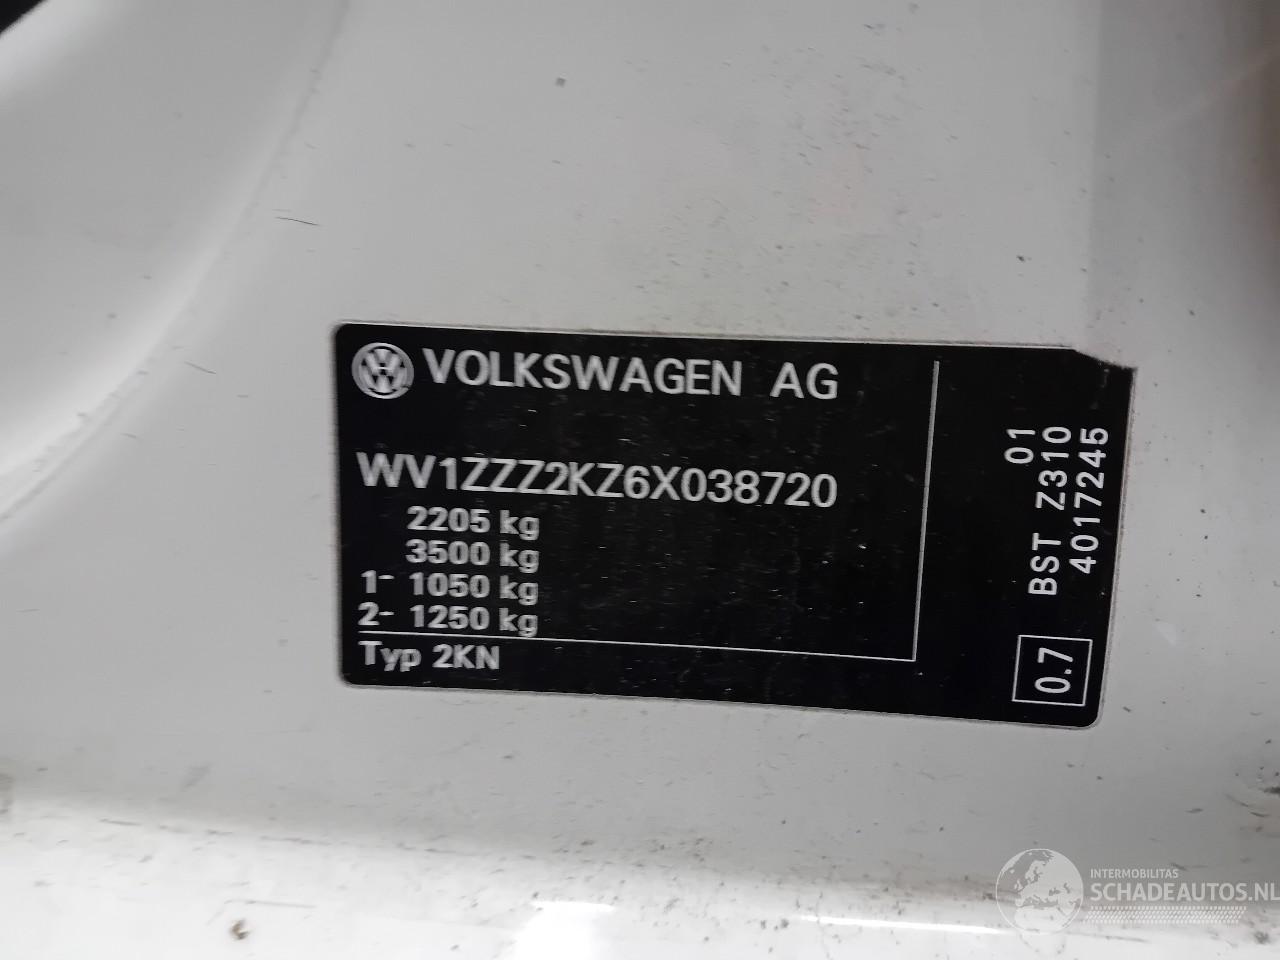 VOLKSWAGEN AG
WV1ZZZ2KZ6X038720
2205 kg
3500 kg
1- 1050 kg
2- 1250 kg
Typ 2KN
01
BST Z310
4017245
0.7
INTERMOBILITAS
SCHADEAUTOS.NL